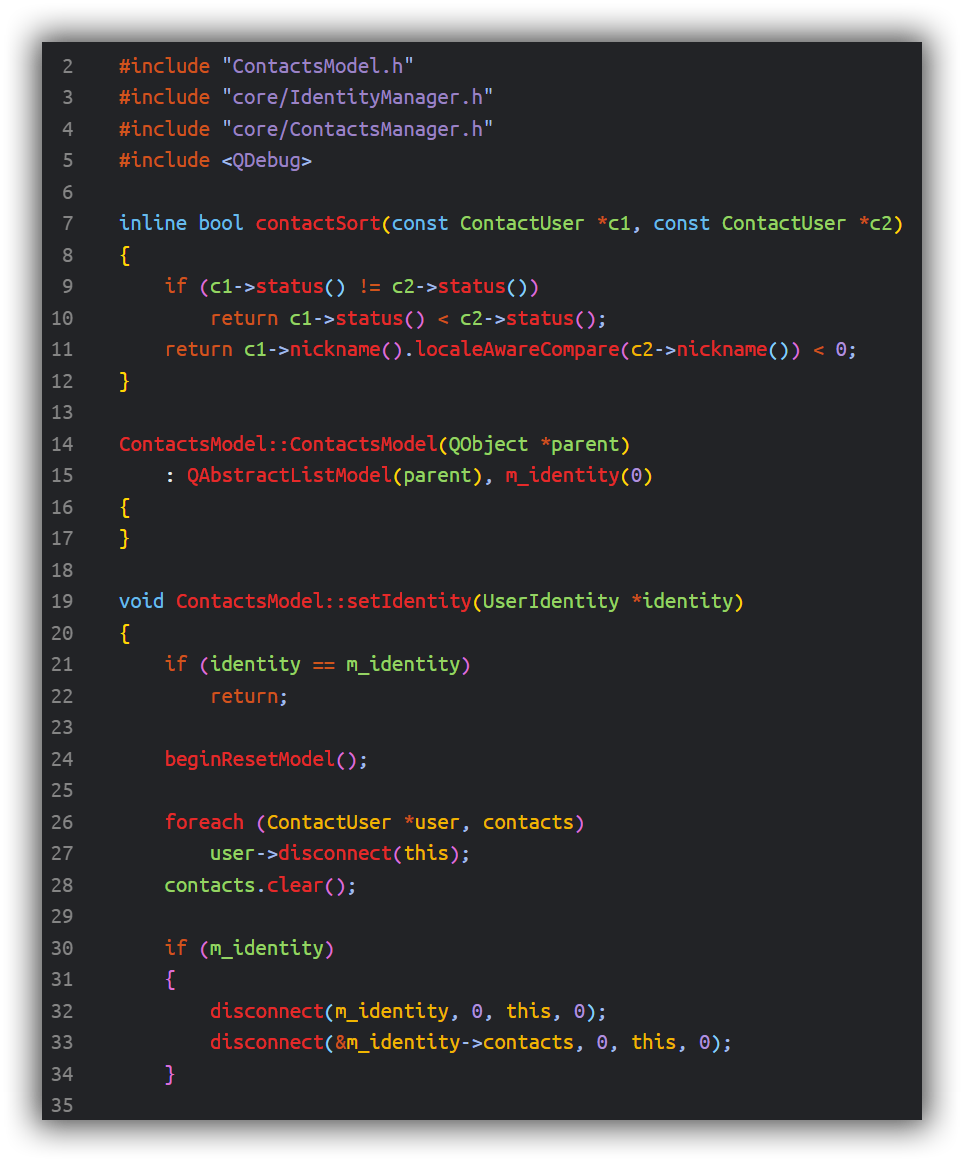 2 #include "ContactsModel.h"
3 #include "core/IdentityManager.h"
4 #include "core/ContactsManager.h"
5 #include <QDebug>
6
7 inline bool contactSort(const ContactUser *c1, const ContactUser *c2)
8 {
9     if (c1->status() != c2->status())
10         return c1->status() < c2->status();
11     return c1->nickname().localeAwareCompare(c2->nickname()) < 0;
12 }
13
14 ContactsModel::ContactsModel(QObject *parent)
15     : QAbstractListModel(parent), m_identity(0)
16 {
17 }
18
19 void ContactsModel::setIdentity(UserIdentity *identity)
20 {
21     if (identity == m_identity)
22         return;
23
24     beginResetModel();
25
26     foreach (ContactUser *user, contacts)
27         user->disconnect(this);
28     contacts.clear();
29
30     if (m_identity)
31     {
32         disconnect(m_identity, 0, this, 0);
33         disconnect(&m_identity->contacts, 0, this, 0);
34     }
35